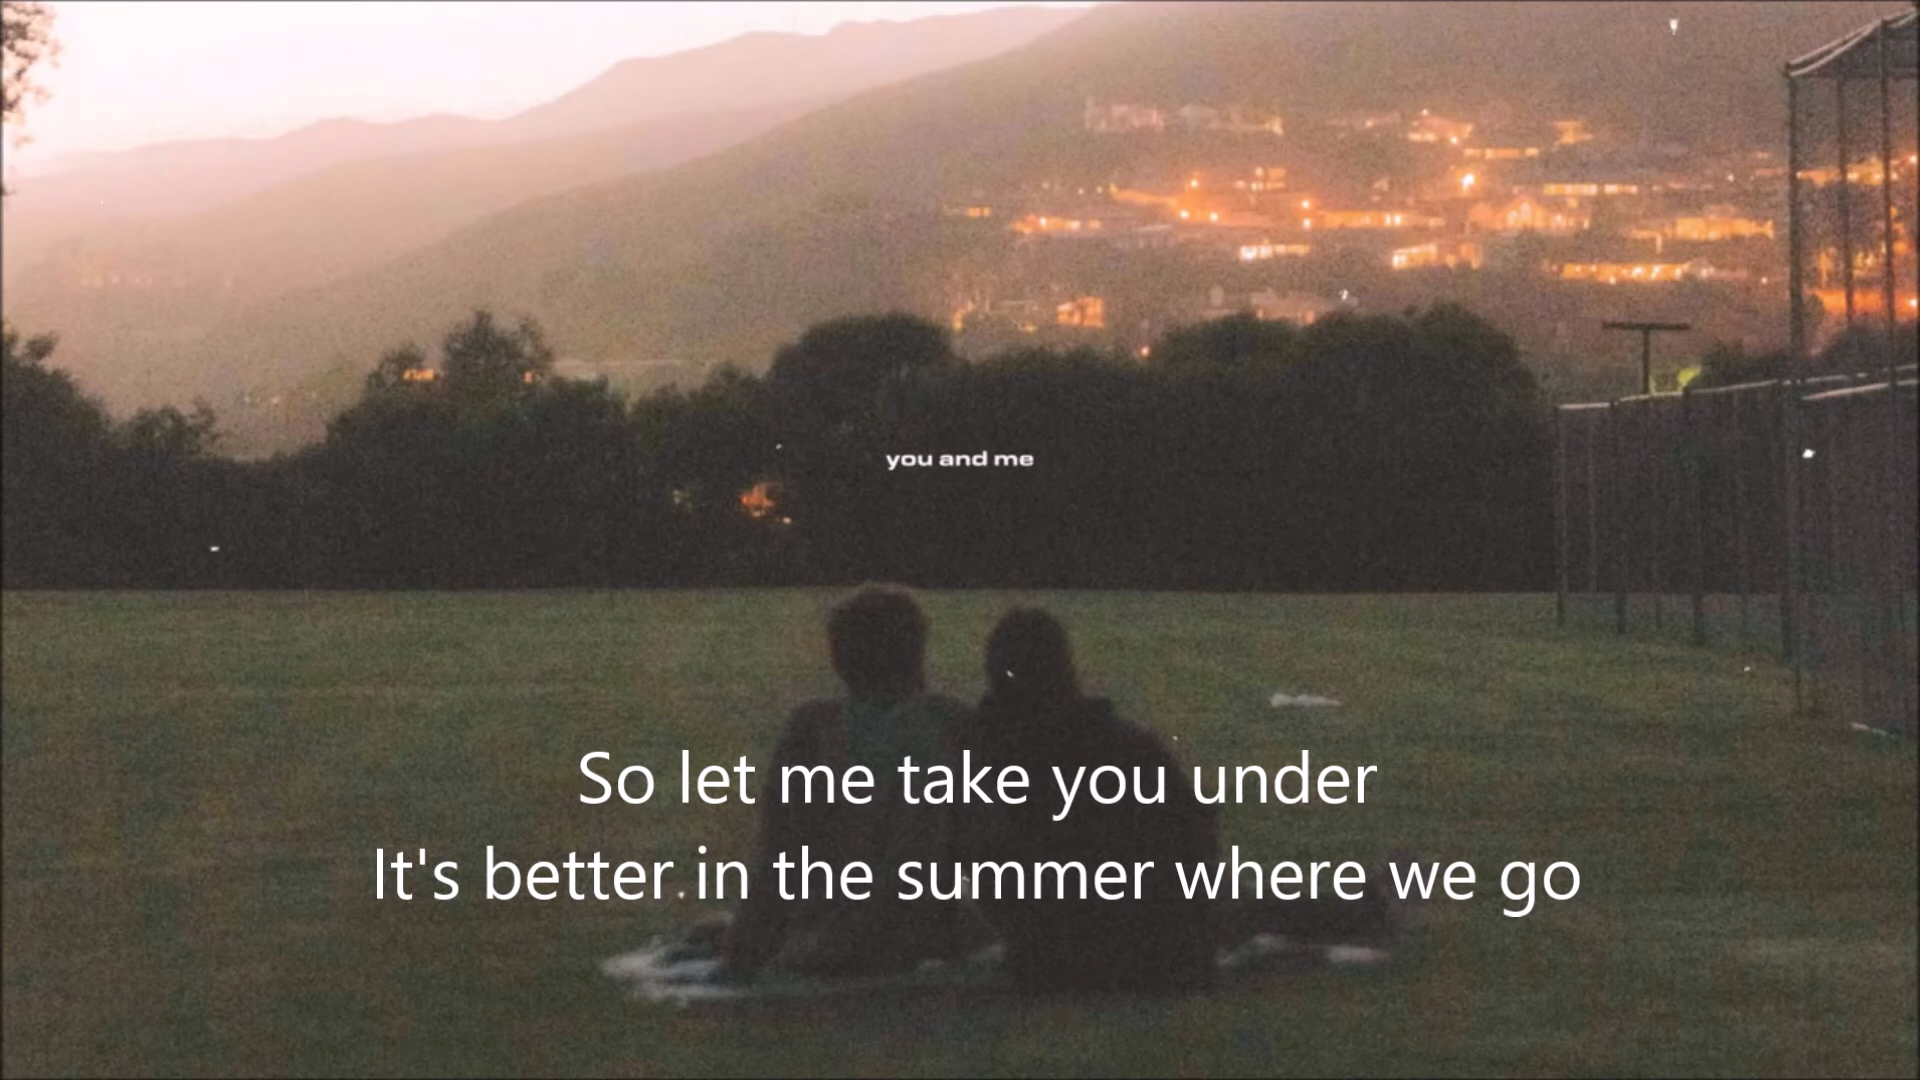 you and me
So let me take you under
It's better in the summer where we go